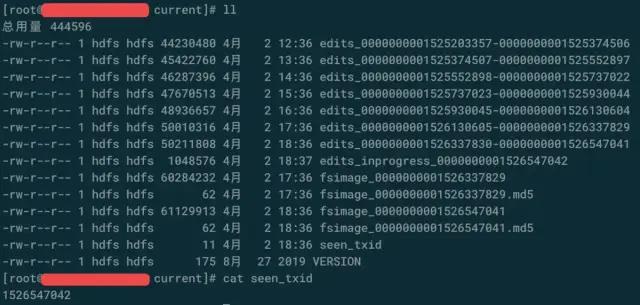 [root@ current]# ll
总用量 444596
-rw-r--r-- 1 hdfs hdfs 44230480 4月 2 12:36 edits_0000000001525203357-0000000001525374506
-rw-r--r-- 1 hdfs hdfs 45422760 4月 2 13:36 edits_0000000001525374507-0000000001525552897
-rw-r--r-- 1 hdfs hdfs 46287396 4月 2 14:36 edits_0000000001525552898-0000000001525737022
-rw-r--r-- 1 hdfs hdfs 47670513 4月 2 15:36 edits_0000000001525737023-0000000001525930044
-rw-r--r-- 1 hdfs hdfs 48936657 4月 2 16:36 edits_0000000001525930045-0000000001526130604
-rw-r--r-- 1 hdfs hdfs 50010316 4月 2 17:36 edits_0000000001526130605-0000000001526337829
-rw-r--r-- 1 hdfs hdfs 50211808 4月 2 18:36 edits_0000000001526337830-0000000001526547041
-rw-r--r-- 1 hdfs hdfs 1048576 4月 2 18:37 edits_inprogress_0000000001526547042
-rw-r--r-- 1 hdfs hdfs 60284232 4月 2 17:36 fsimage_0000000001526337829
-rw-r--r-- 1 hdfs hdfs 62 4月 2 17:36 fsimage_0000000001526337829.md5
-rw-r--r-- 1 hdfs hdfs 61129913 4月 2 18:36 fsimage_0000000001526547041
-rw-r--r-- 1 hdfs hdfs 62 4月 2 18:36 fsimage_0000000001526547041.md5
-rw-r--r-- 1 hdfs hdfs 11 4月 2 18:36 seen_txid
-rw-r--r-- 1 hdfs hdfs 175 8月 27 2019 VERSION
[root@ current]# cat seen_txid
1526547042